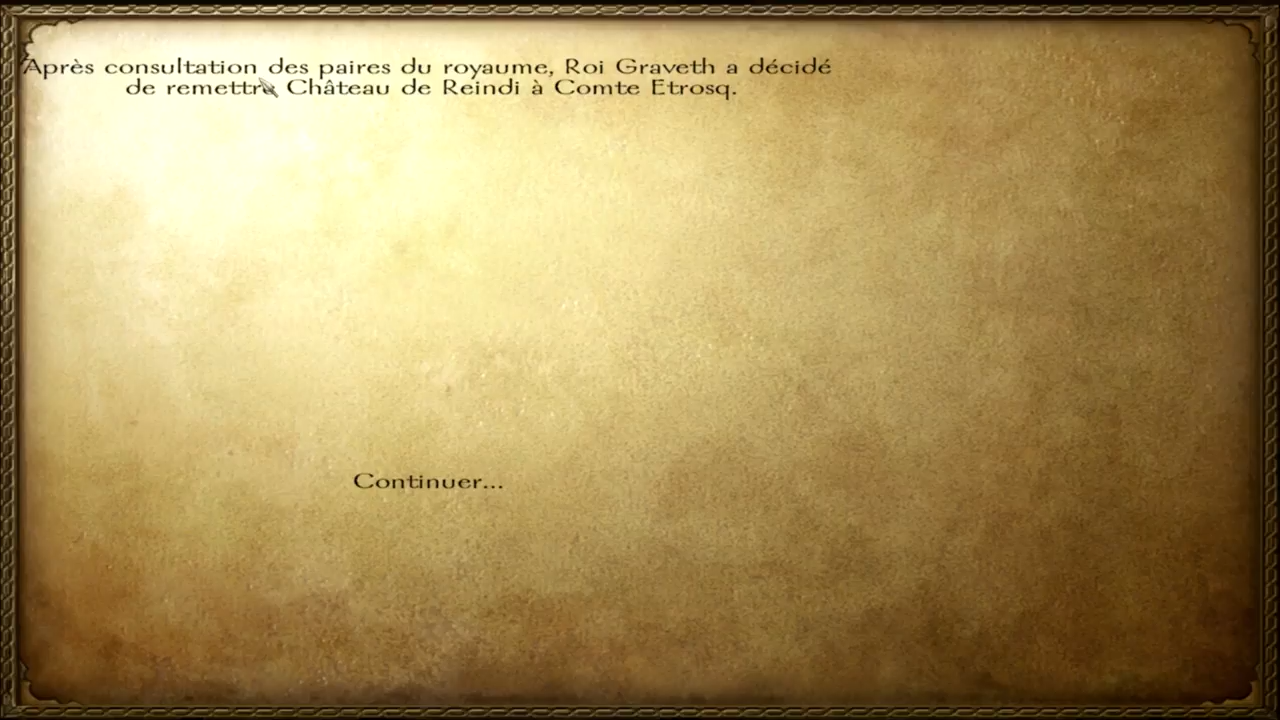 Après consultation des paires du royaume, Roi Graveth a décidé
de remettre Château de Reindi à Comte Etrosq.
Continuer...